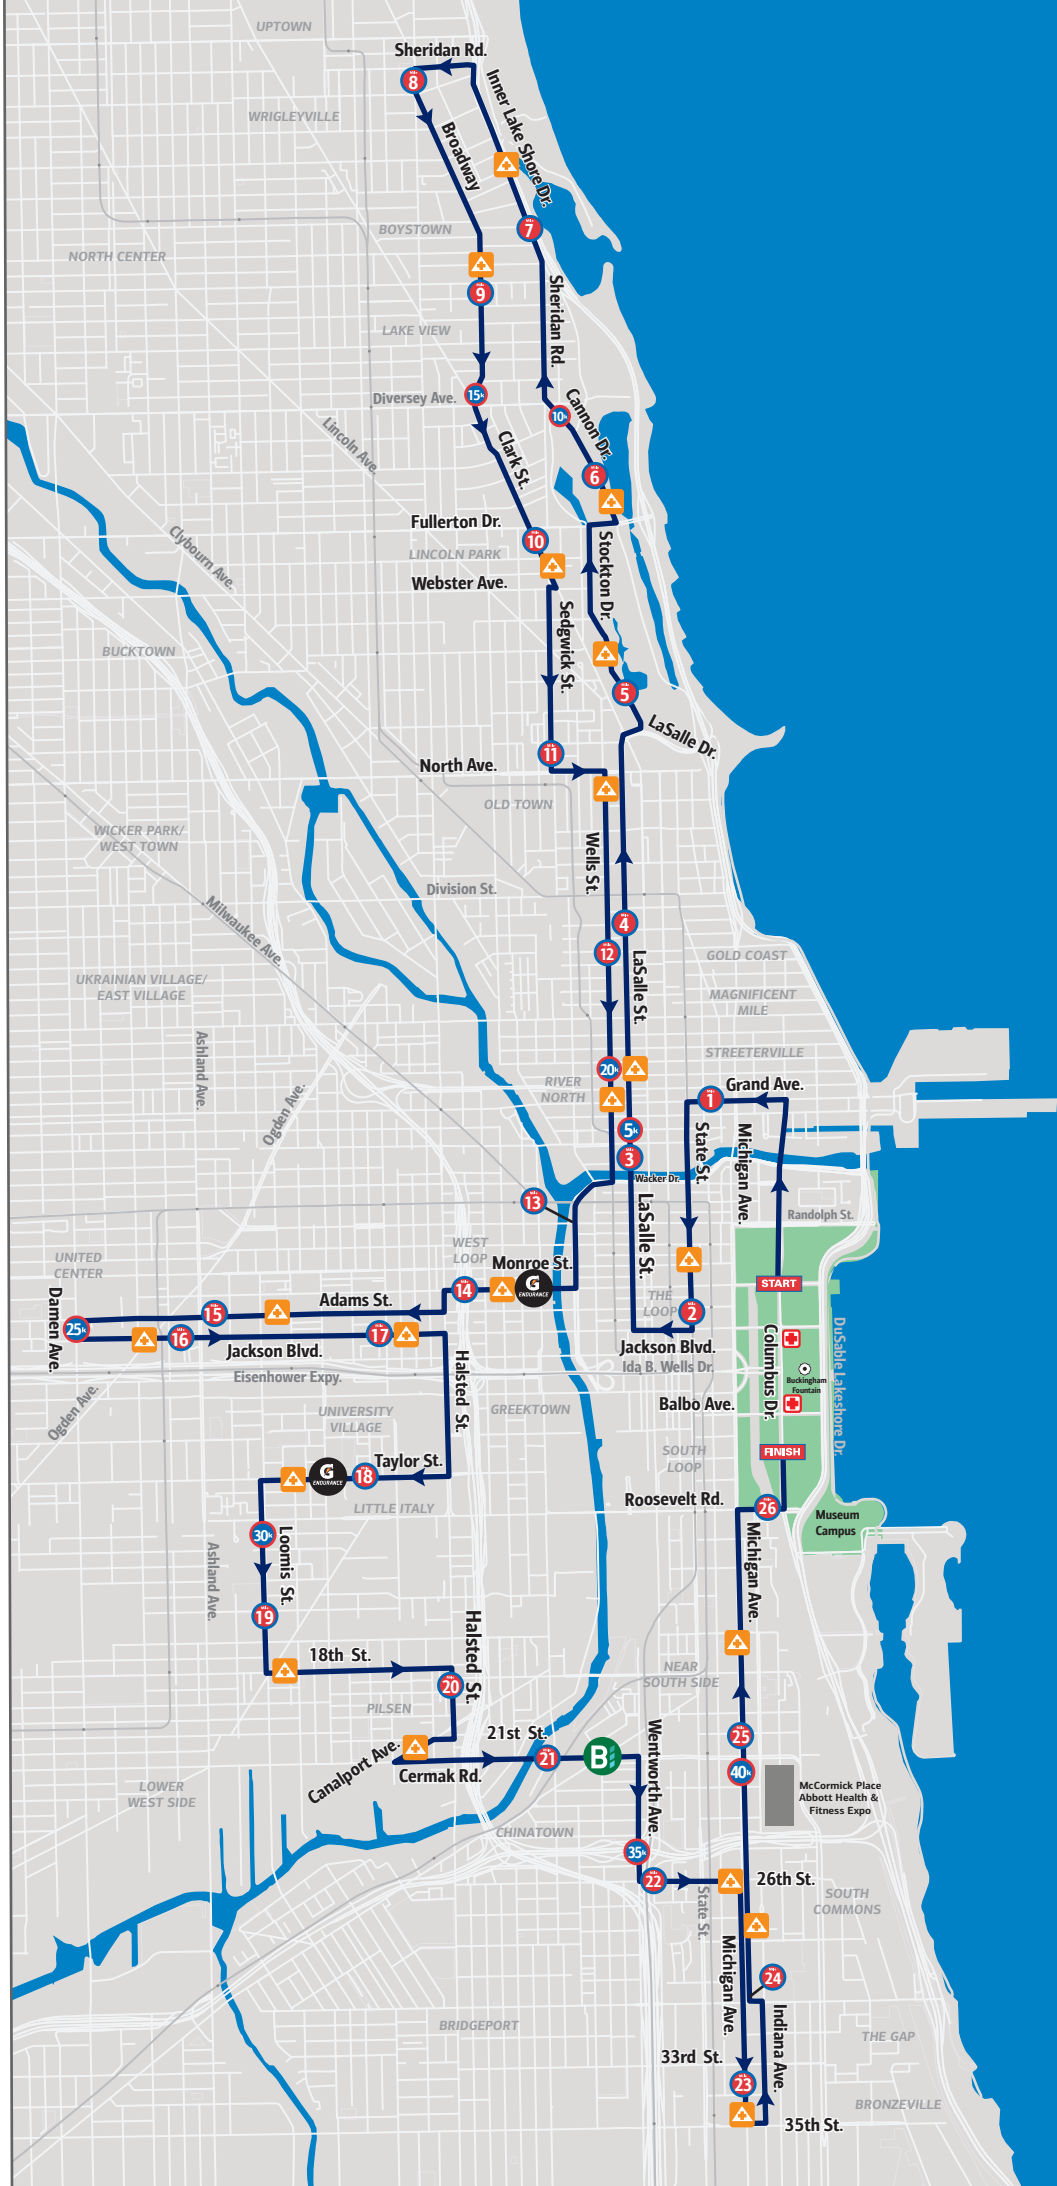 UPTOWN
Sheridan Rd.
8
Inner Lake Shore Dr.
WRIGLEYVILLE
Broadway
7
BOYSTOWN
NORTH CENTER
9
Sheridan Rd.
LAKE VIEW
Diversey Ave.
15k
10k
Cannon Dr.
Lincoln Ave.
Clark St.
6
Fullerton Dr.
10
LINCOLN PARK
Clybourn Ave.
Webster Ave.
Stockton Dr.
Sedgwick St.
BUCKTOWN
5
LaSalle Dr.
11
North Ave.
OLD TOWN
WICKER PARK/
WEST TOWN
Wells St.
Division St.
Milwaukee Ave.
4
12
LaSalle St.
GOLD COAST
UKRAINIAN VILLAGE/
EAST VILLAGE
MAGNIFICENT
MILE
Ashland Ave.
STREETERVILLE
20k
RIVER
NORTH
Grand Ave.
1
Ogden Ave.
5k
State St.
Michigan Ave.
3
Wacker Dr.
13
LaSalle St.
Randolph St.
WEST
LOOP
UNITED
CENTER
Monroe St.
START
G
ENDURANCE
14
THE
LOOP
Adams St.
2
15
Damen Ave.
25k
16
17
Jackson Blvd.
Jackson Blvd.
Columbus Dr.
DuSable Lakeshore Dr.
Ida B. Wells Dr.
Eisenhower Expy.
Halsted St.
Buckingham
Fountain
Ogden Ave.
UNIVERSITY
VILLAGE
GREEKTOWN
Balbo Ave.
SOUTH
LOOP
FINISH
Taylor St.
18
G
ENDURANCE
LITTLE ITALY
Roosevelt Rd.
26
Museum
Campus
30k
Loomis St.
Ashland Ave.
Michigan Ave.
19
Halsted St.
18th St.
NEAR
SOUTH SIDE
20
PILSEN
21st St.
25
Wentworth Ave.
B
21
Canalport Ave.
Cermak Rd.
40k
LOWER
WEST SIDE
McCormick Place
Abbott Health &
Fitness Expo
CHINATOWN
35k
22
26th St.
State St.
SOUTH
COMMONS
Michigan Ave.
24
BRIDGEPORT
Indiana Ave.
THE GAP
33rd St.
23
BRONZEVILLE
35th St.